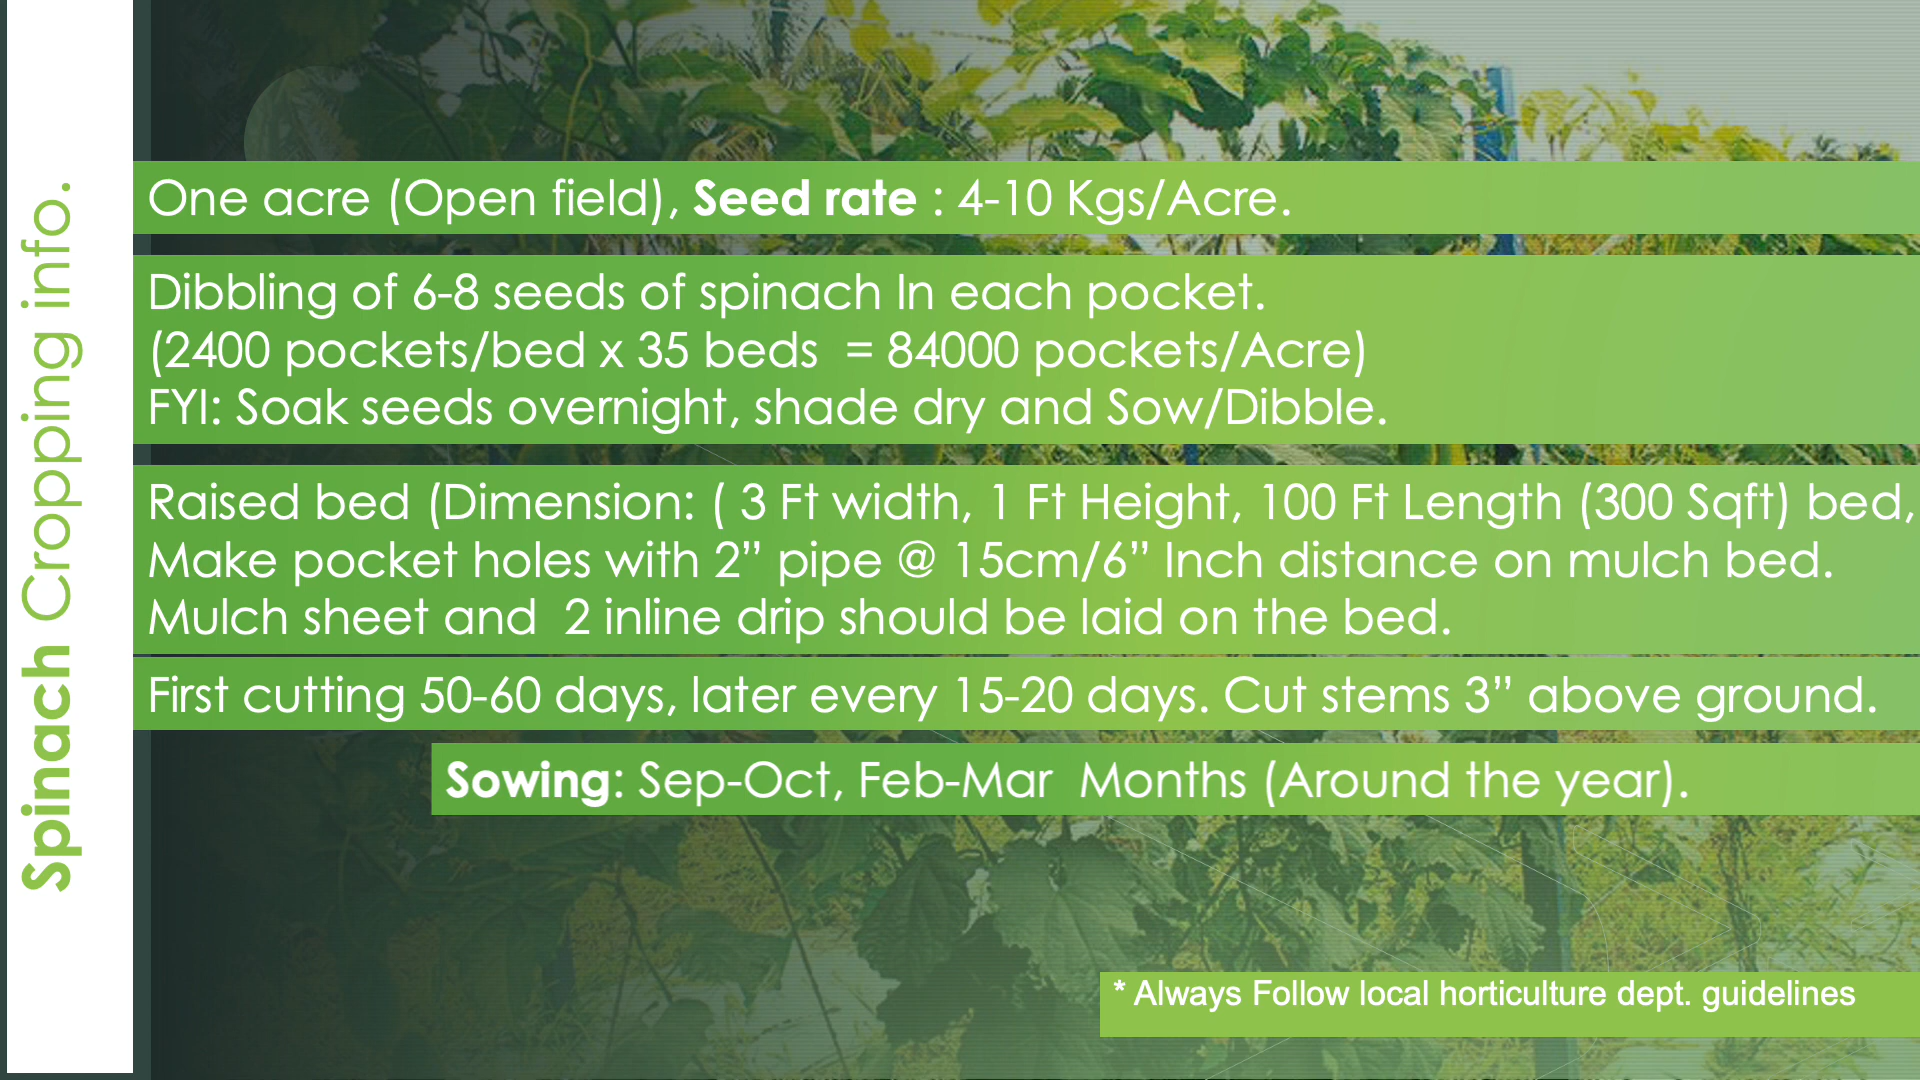 Spinach Cropping info.
One acre (Open field), Seed rate : 4-10 Kgs/Acre.
Dibbling of 6-8 seeds of spinach In each pocket.
(2400 pockets/bed x 35 beds  = 84000 pockets/Acre)
FYI: Soak seeds overnight, shade dry and Sow/Dibble.
Raised bed (Dimension: ( 3 Ft width, 1 Ft Height, 100 Ft Length (300 Sqft) bed,
Make pocket holes with 2” pipe @ 15cm/6” Inch distance on mulch bed.
Mulch sheet and  2 inline drip should be laid on the bed.
First cutting 50-60 days, later every 15-20 days. Cut stems 3” above ground.
Sowing: Sep-Oct, Feb-Mar  Months (Around the year).
* Always Follow local horticulture dept. guidelines